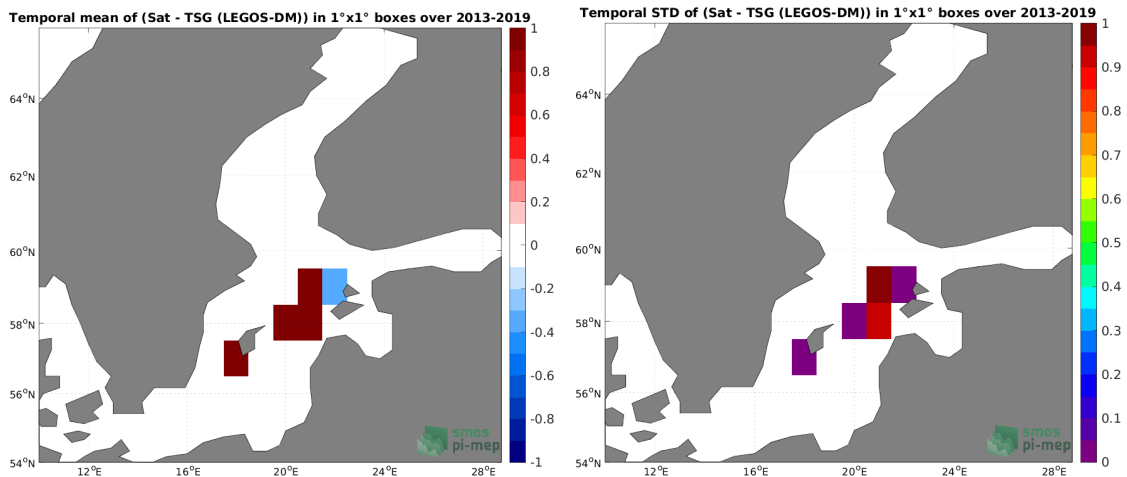 Temporal mean of (Sat - TSG (LEGOS-DM)) in 1°x1° boxes over 2013-2019
1
0.8
0.6
0.4
0.2
0
-0.2
-0.4
-0.6
-0.8
-1
64°N
62°N
60°N
58°N
56°N
54°N
12°E
16°E
20°E
24°E
28°E
smos
pi-mep
Temporal STD of (Sat - TSG (LEGOS-DM)) in 1°x1° boxes over 2013-2019
1
0.9
0.8
0.7
0.6
0.5
0.4
0.3
0.2
0.1
0
64°N
62°N
60°N
58°N
56°N
54°N
12°E
16°E
20°E
24°E
28°E
smos
pi-mep